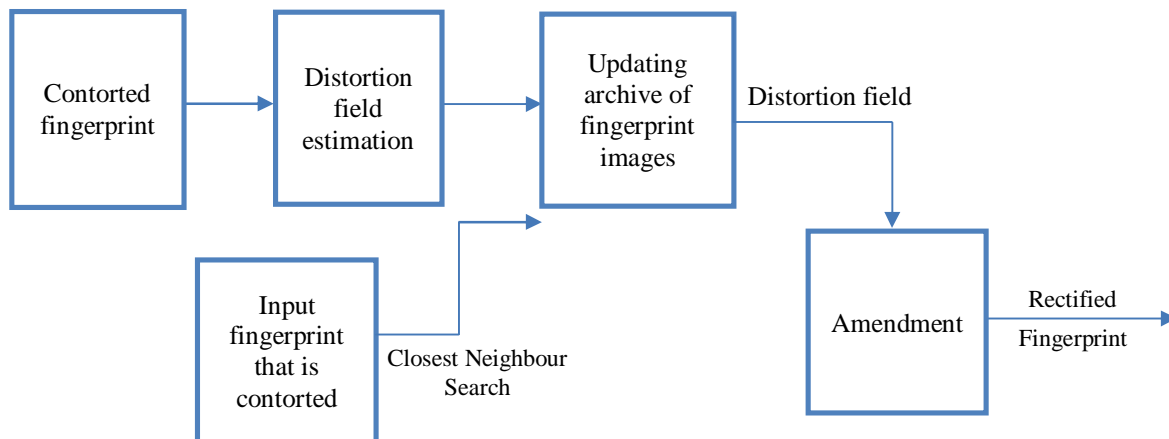 Contorted
fingerprint
Distortion
field
estimation
Updating
archive of
fingerprint
images
Distortion field
Input
fingerprint
that is
contorted
Closest Neighbour
Search
Amendment
Rectified
Fingerprint